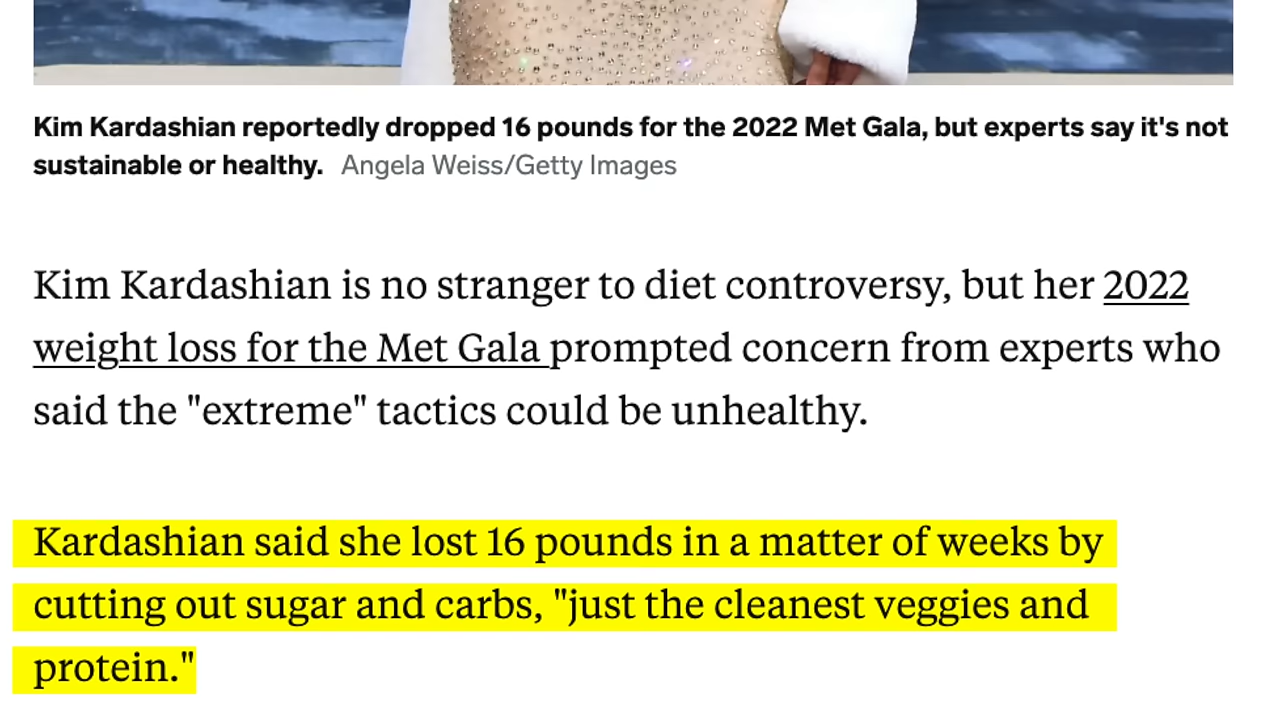 Kim Kardashian reportedly dropped 16 pounds for the 2022 Met Gala, but experts say it's not
sustainable or healthy. Angela Weiss/Getty Images
Kim Kardashian is no stranger to diet controversy, but her 2022
weight loss for the Met Gala prompted concern from experts who
said the "extreme" tactics could be unhealthy.
Kardashian said she lost 16 pounds in a matter of weeks by
cutting out sugar and carbs, "just the cleanest veggies and
protein."